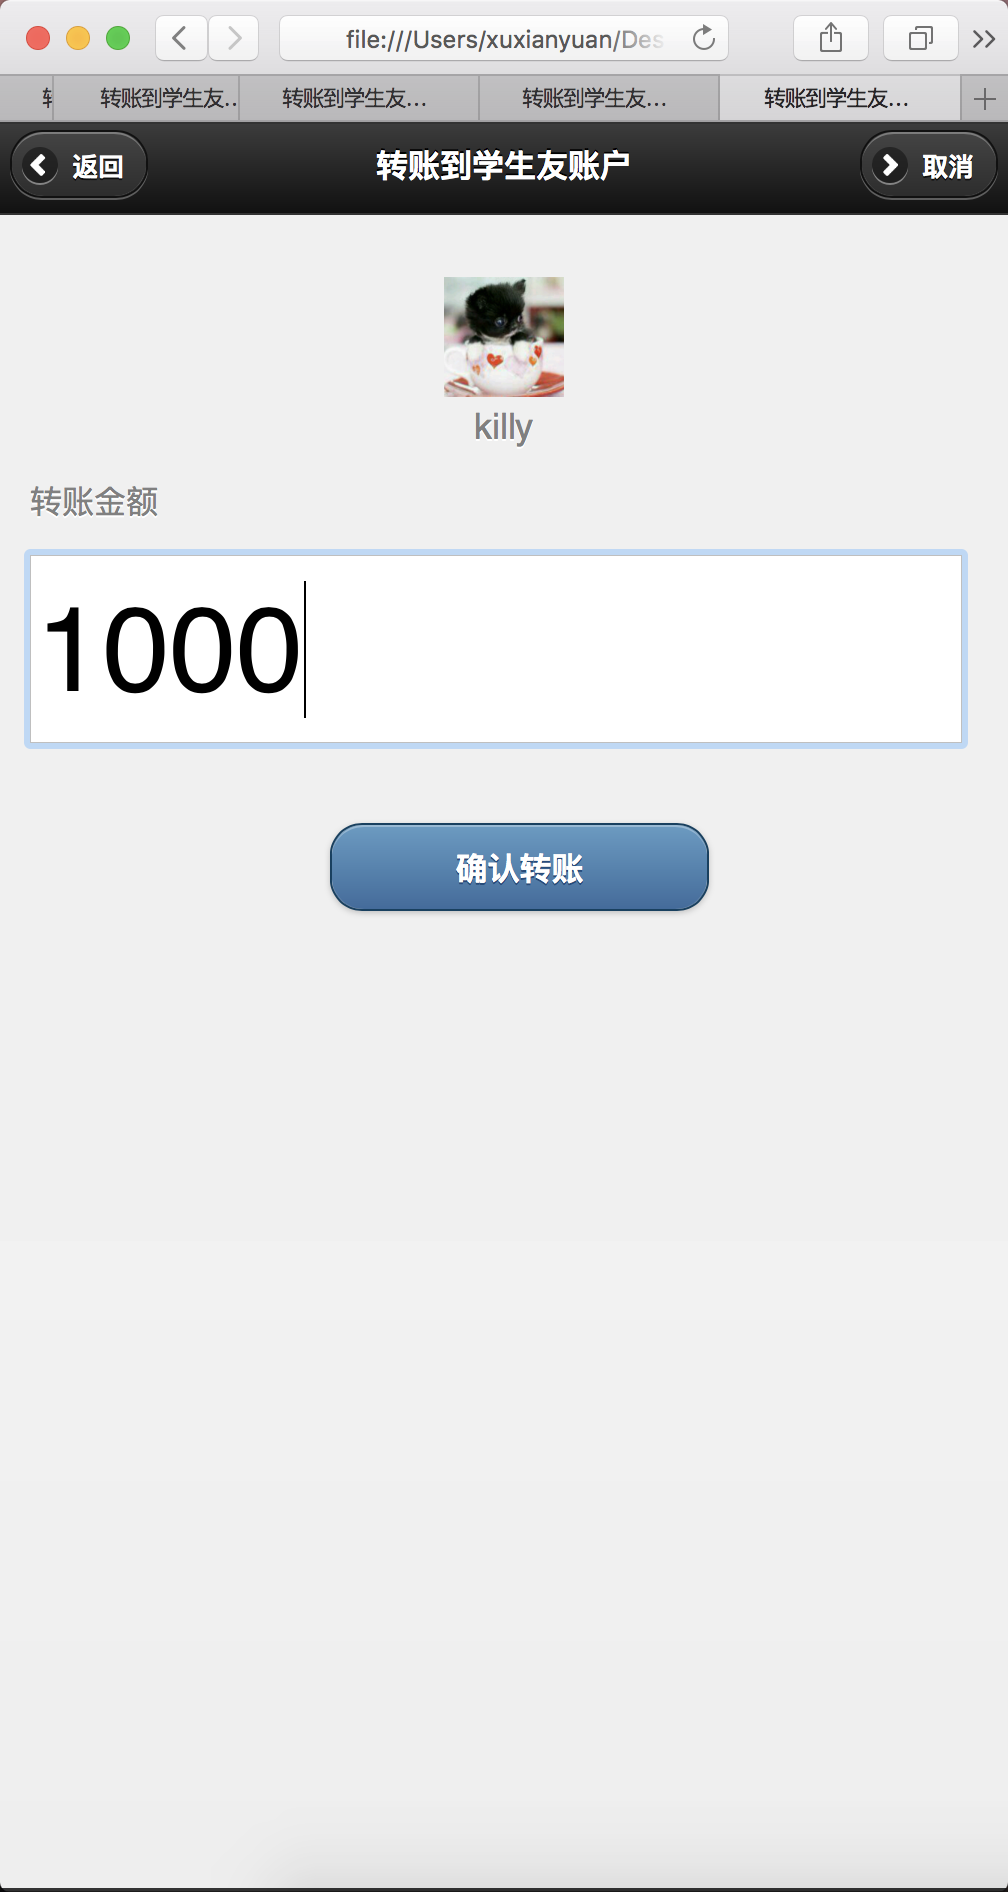 file:///Users/xuxianyuan/Des
转账到学生友… 转账到学生友… 转账到学生友… 转账到学生友…
返回 转账到学生友账户 取消
killy
转账金额
1000
确认转账